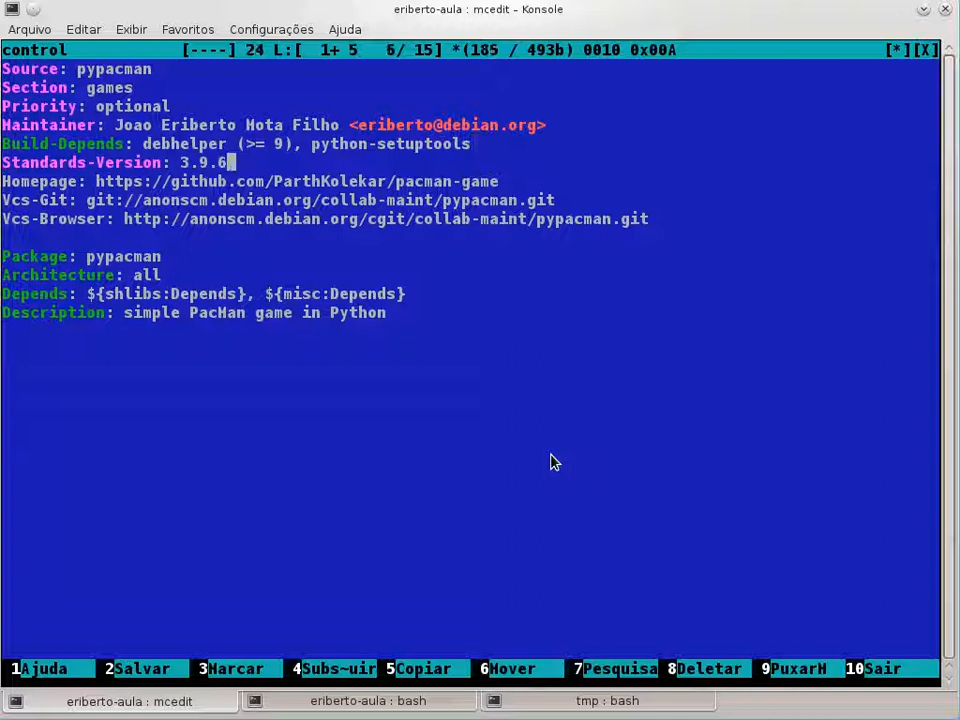 eriberto-aula : mcedit – Konsole
Arquivo Editar Exibir Favoritos Configurações Ajuda
control [----] 24 L:[ 1+ 5 6/ 15] *(185 / 493b) 0010 0x00A [*][X]
Source: pypacman
Section: games
Priority: optional
Maintainer: Joao Eriberto Mota Filho <eriberto@debian.org>
Build-Depends: debhelper (>= 9), python-setuptools
Standards-Version: 3.9.6
Homepage: https://github.com/ParthKolekar/pacman-game
Vcs-Git: git://anonscm.debian.org/collab-maint/pypacman.git
Vcs-Browser: http://anonscm.debian.org/cgit/collab-maint/pypacman.git
Package: pypacman
Architecture: all
Depends: ${shlibs:Depends}, ${misc:Depends}
Description: simple PacMan game in Python
1Ajuda 2Salvar 3Marcar 4Subs~uir 5Copiar 6Mover 7Pesquisa 8Deletar 9PuxarM 10Sair
eriberto-aula : mcedit eriberto-aula : bash tmp : bash